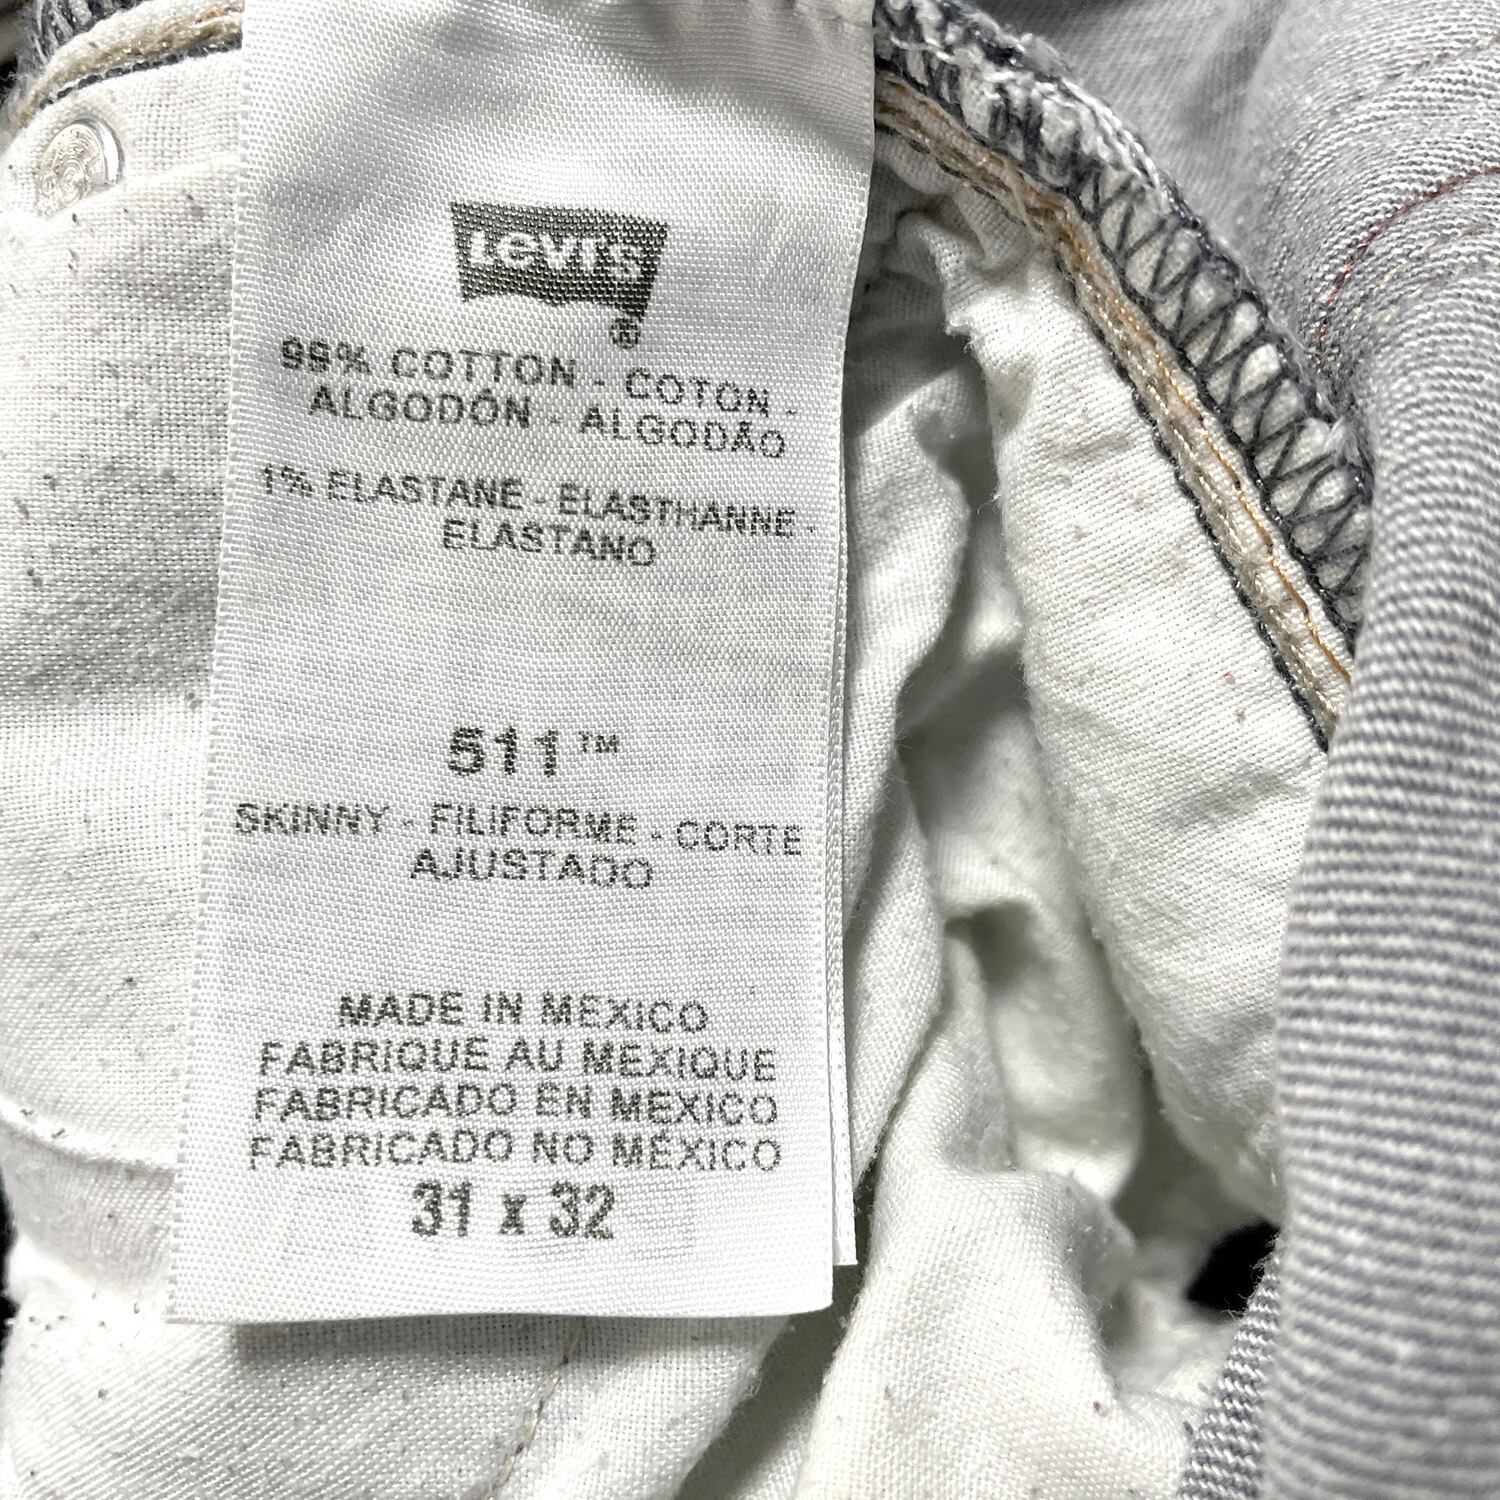 Levi's
®
99% COTTON - COTON -
ALGODÓN - ALGODÃO
1% ELASTANE - ELASTHANNE -
ELASTANO
511™
SKINNY - FILIFORME - CORTE
AJUSTADO
MADE IN MEXICO
FABRIQUE AU MEXIQUE
FABRICADO EN MEXICO
FABRICADO NO MÉXICO
31 x 32